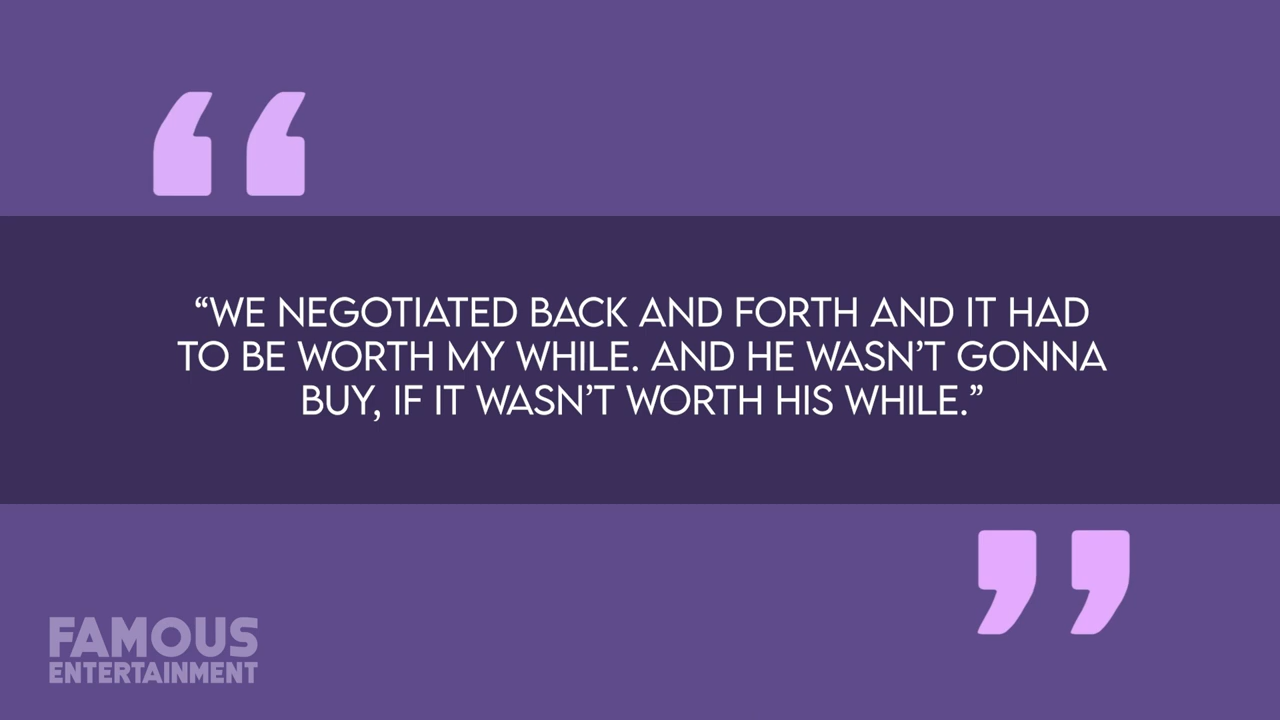 “WE NEGOTIATED BACK AND FORTH AND IT HAD
TO BE WORTH MY WHILE. AND HE WASN’T GONNA
BUY, IF IT WASN’T WORTH HIS WHILE.”
FAMOUS
ENTERTAINMENT